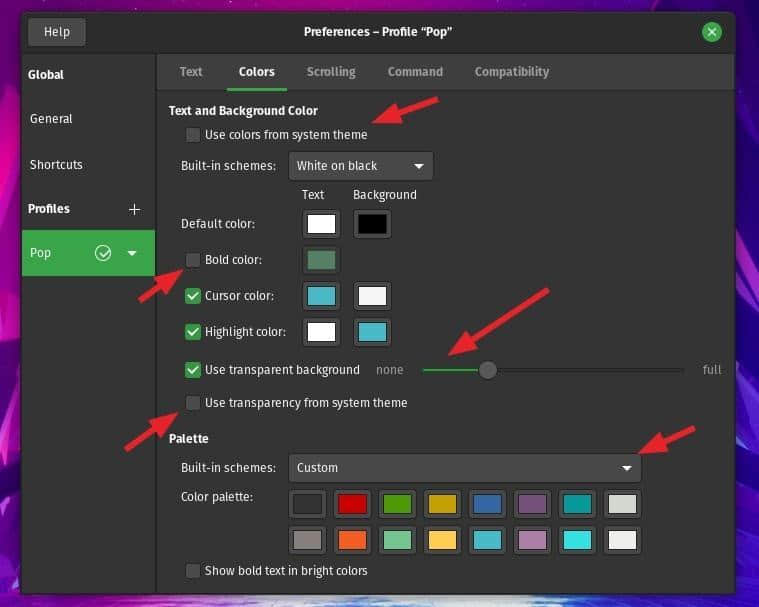 Help
Preferences – Profile “Pop”
Global
General
Shortcuts
Profiles
Pop
Text Colors Scrolling Command Compatibility
Text and Background Color
Use colors from system theme
Built-in schemes: White on black
Text Background
Default color:
Bold color:
Cursor color:
Highlight color:
Use transparent background none full
Use transparency from system theme
Palette
Built-in schemes: Custom
Color palette:
Show bold text in bright colors